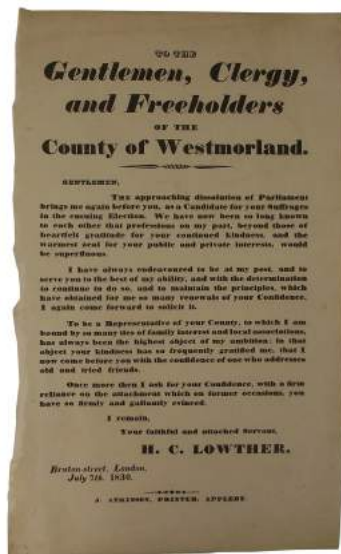 TO THE
Gentlemen, Clergy,
and Freeholders
OF THE
County of Westmorland.
GENTLEMEN,
THE approaching dissolution of Parliament
brings me again before you, as a Candidate for your Suffrages
in the ensuing Election. We have now been so long known
to each other that professions on my part, beyond those of
heartfelt gratitude for your continued kindness, and the
warmest zeal for your public and private interests, would
be superfluous.
I have always endeavoured to be at my post, and to
serve you to the best of my ability, and with the determination
to continue to do so, and to maintain the principles, which
have obtained for me so many renewals of your Confidence,
I again come forward to solicit it.
To be a Representative of your County, to which I am
bound by so many ties of family interest and local associations,
has always been the highest object of my ambition; in that
object your kindness has so frequently gratified me, that I
now come before you with the confidence of one who addresses
old and tried friends.
Once more then I ask for your Confidence, with a firm
reliance on the attachment which on former occasions, you
have so firmly and gallantly evinced.
I remain,
Your faithful and attached Servant,
H. C. LOWTHER.
Bruton-street, London,
July 7th, 1830.
J. ATKINSON, PRINTER, APPLEBY.